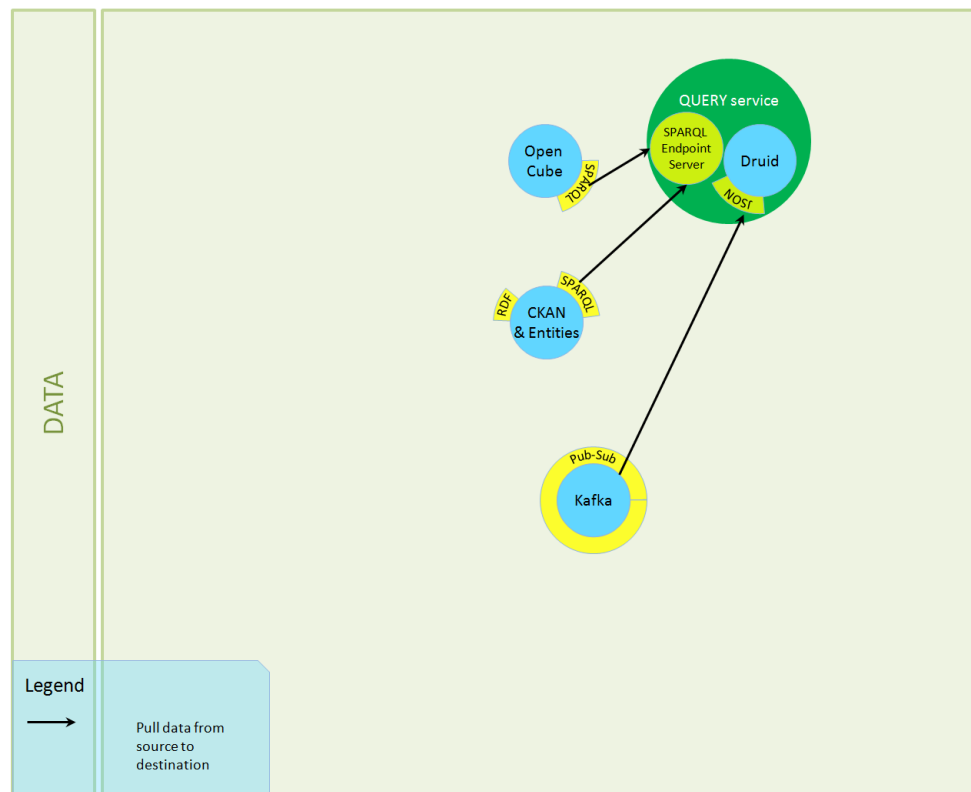 QUERY service
SPARQL
Endpoint
Server
Druid
JSON
Open
Cube
SPARQL
SPARQL
RDF
CKAN
& Entities
DATA
Pub-Sub
Kafka
Legend
Pull data from
source to
destination